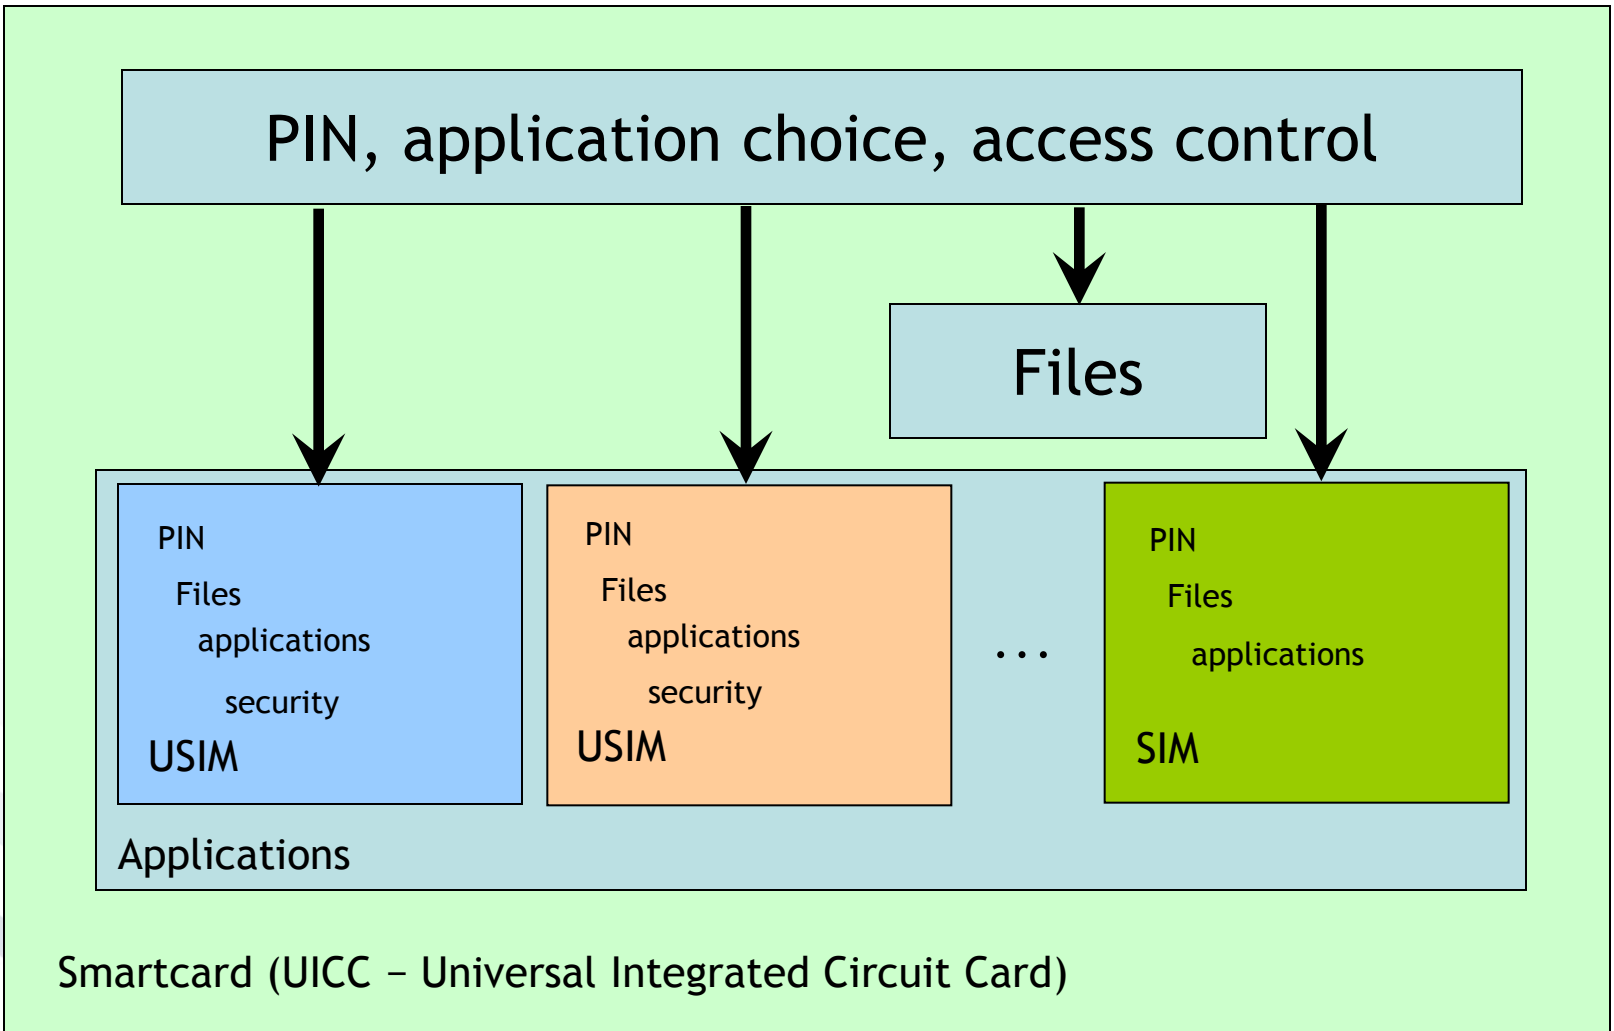 PIN, application choice, access control
Files
PIN
Files
applications
security
USIM
PIN
Files
applications
security
USIM
...
PIN
Files
applications
SIM
Applications
Smartcard (UICC – Universal Integrated Circuit Card)